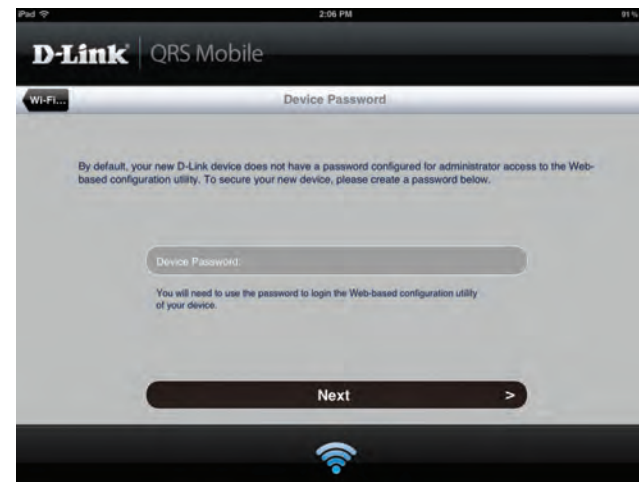 iPad 2:06 PM 91%
D-Link QRS Mobile
Wi-Fi... Device Password
By default, your new D-Link device does not have a password configured for administrator access to the Web-
based configuration utility. To secure your new device, please create a password below.
Device Password:
You will need to use the password to login the Web-based configuration utility
of your device.
Next >